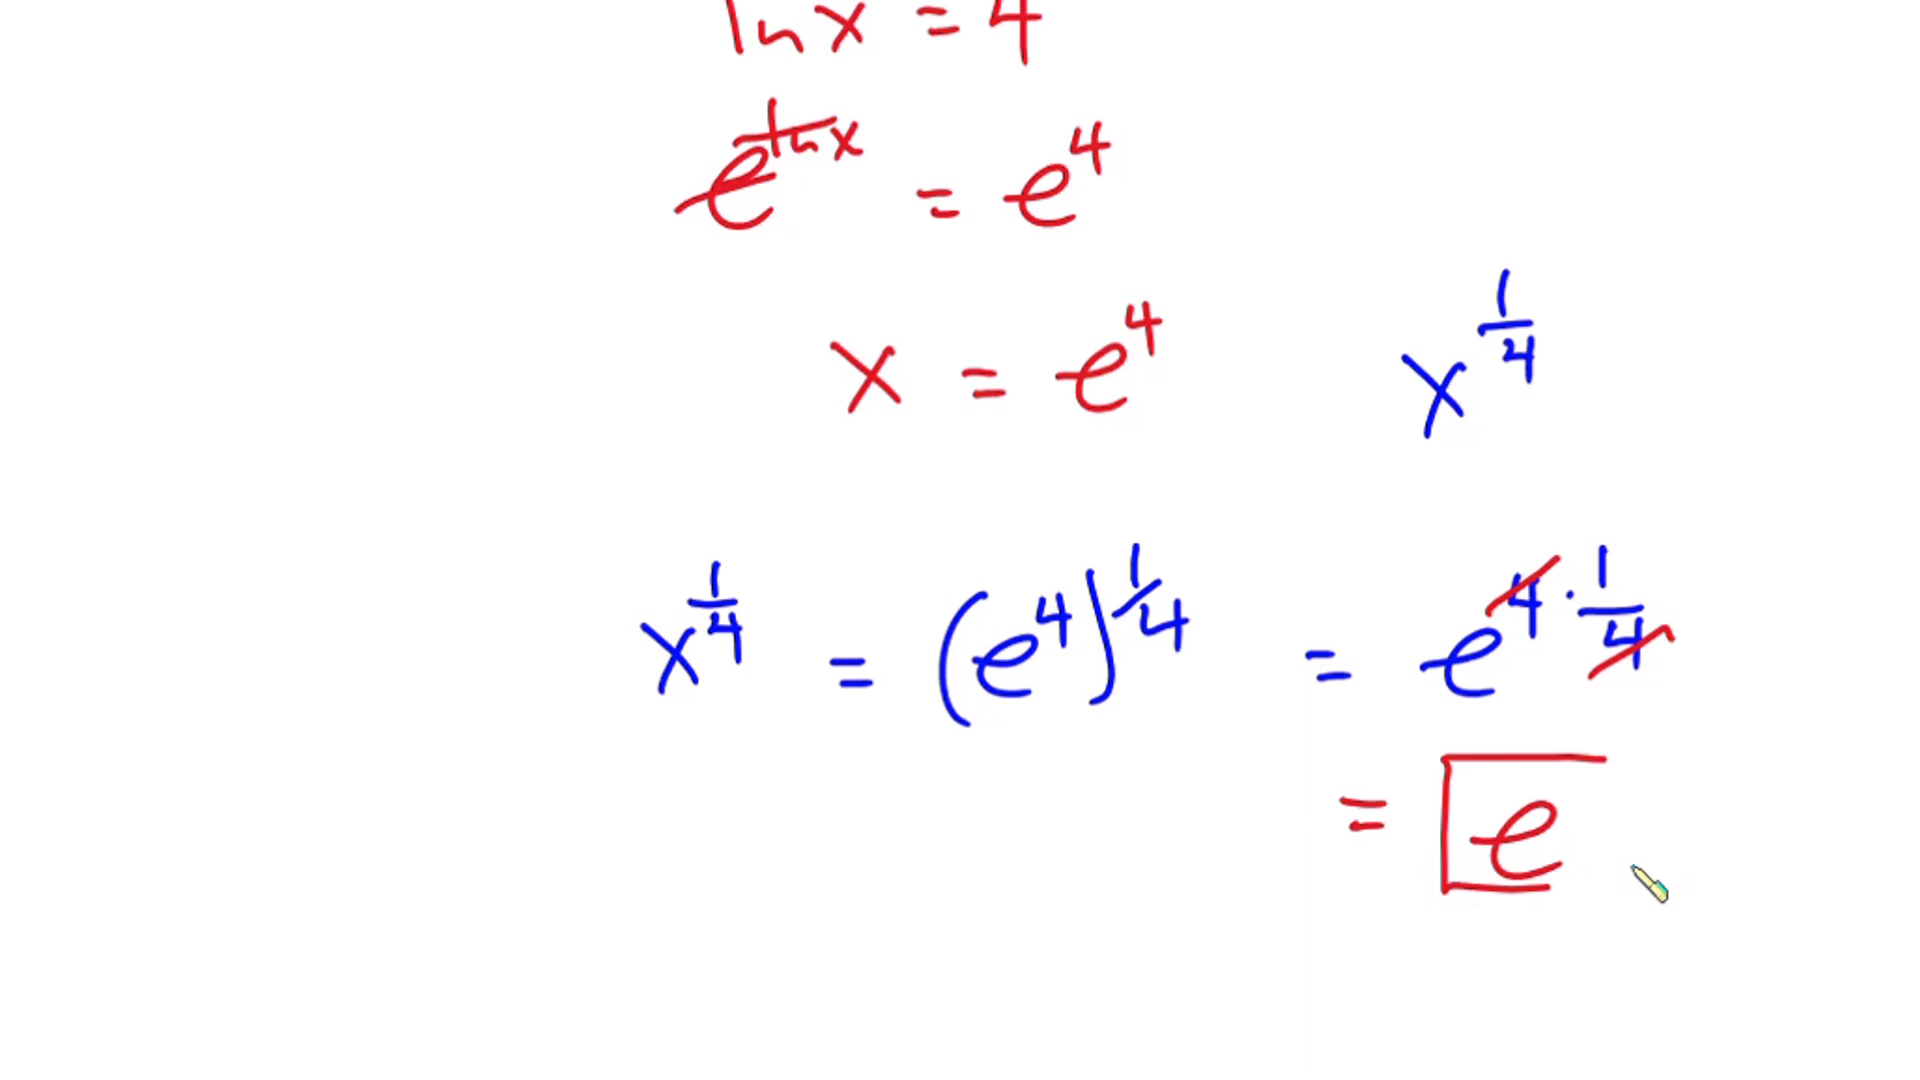 ln x = 4
e^{ln x} = e^4
x = e^4
x^{1/4}
x^{1/4} = (e^4)^{1/4} = e^{4 · 1/4}
= e